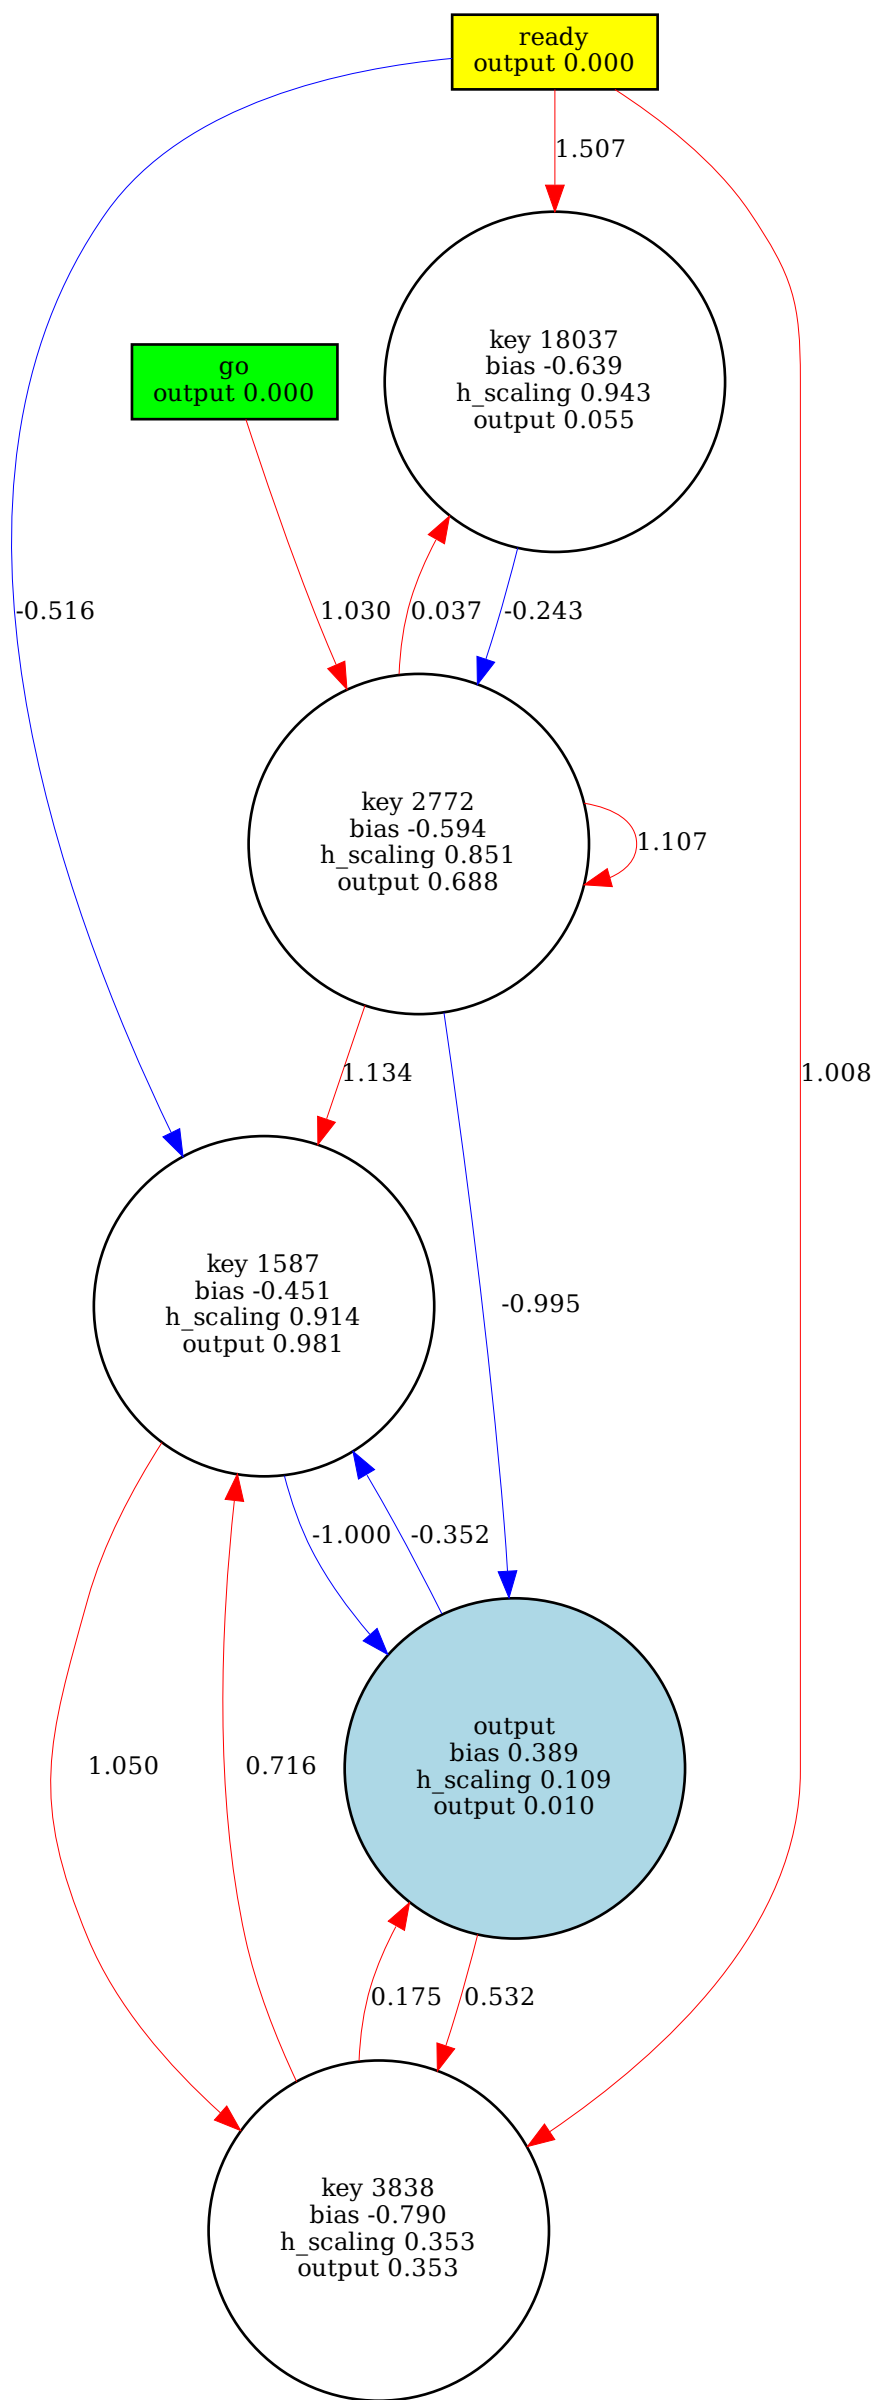 ready
output 0.000
1.507
key 18037
bias -0.639
h_scaling 0.943
output 0.055
go
output 0.000
-0.516
1.030
0.037
-0.243
key 2772
bias -0.594
h_scaling 0.851
output 0.688
1.107
1.134
1.008
key 1587
bias -0.451
h_scaling 0.914
output 0.981
-0.995
-1.000
-0.352
output
bias 0.389
h_scaling 0.109
output 0.010
1.050
0.716
0.175
0.532
key 3838
bias -0.790
h_scaling 0.353
output 0.353